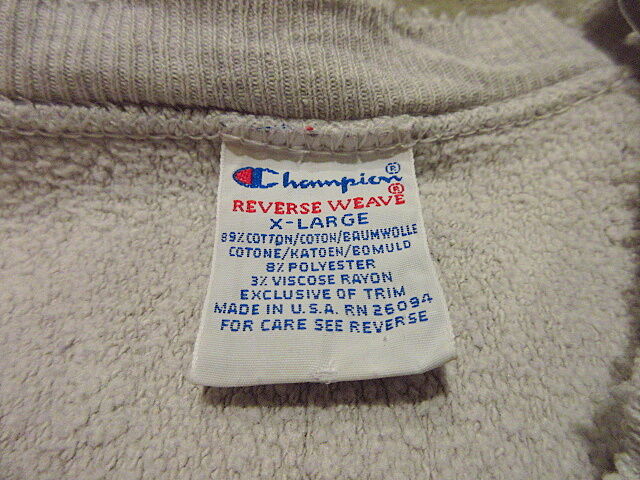 Champion®
REVERSE WEAVE®
X-LARGE
89% COTTON/COTON/BAUMWOLLE
COTONE/KATOEN/BOMULD
8% POLYESTER
3% VISCOSE RAYON
EXCLUSIVE OF TRIM
MADE IN U.S.A. RN 26094
FOR CARE SEE REVERSE